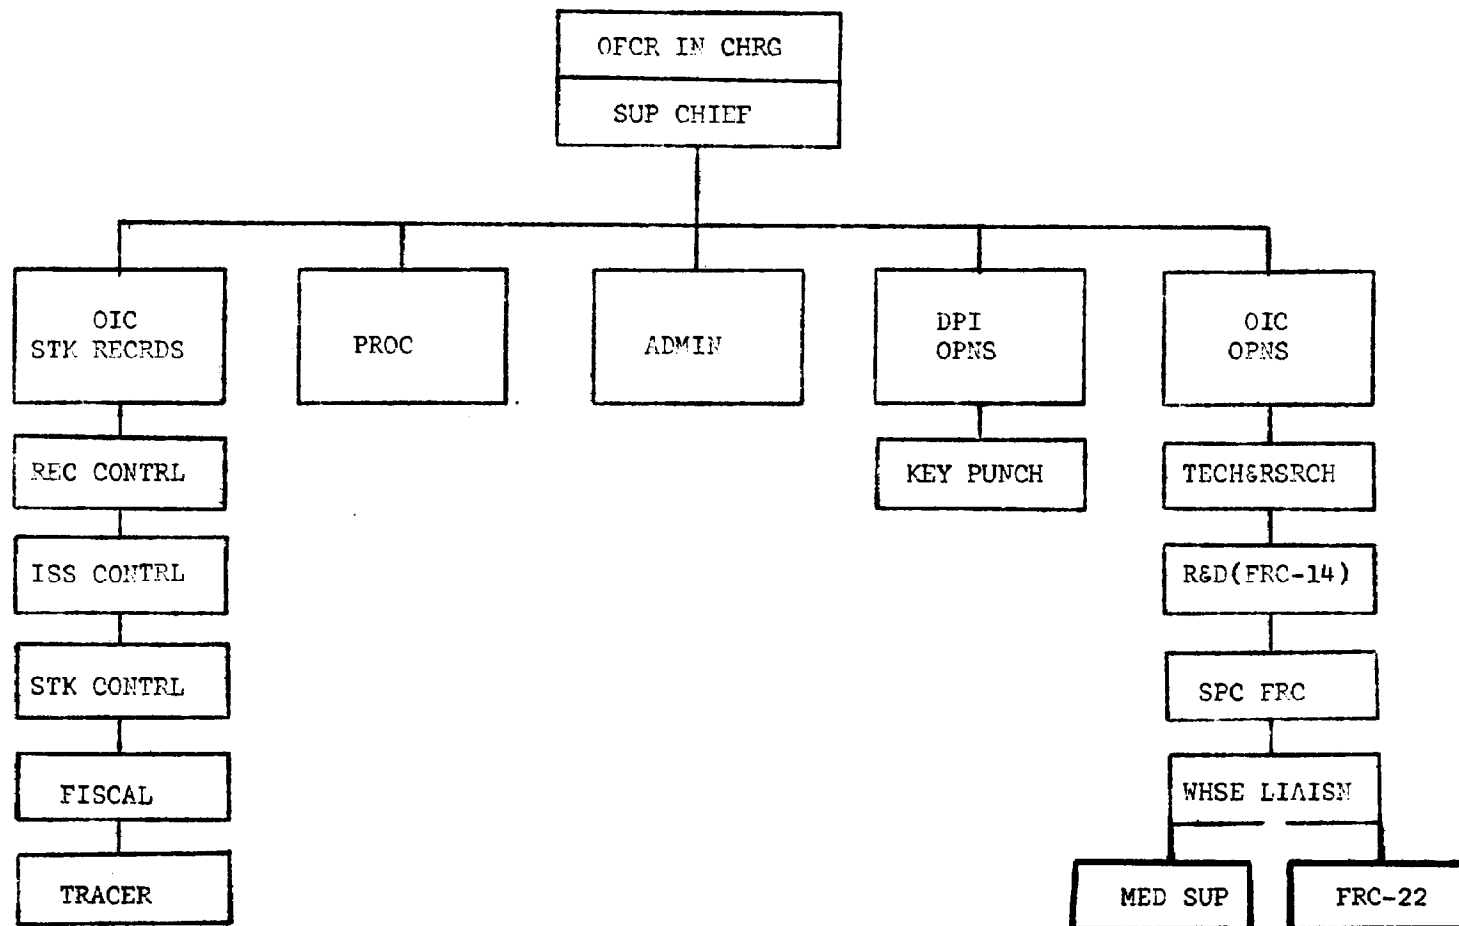 OFCR IN CHRG
SUP CHIEF
OIC
STK RECRDS
PROC
ADMIN
DPI
OPNS
OIC
OPNS
REC CONTRL
KEY PUNCH
TECH&RSRCH
ISS CONTRL
R&D(FRC-14)
STK CONTRL
SPC FRC
FISCAL
WHSE LIAISN
TRACER
MED SUP
FRC-22